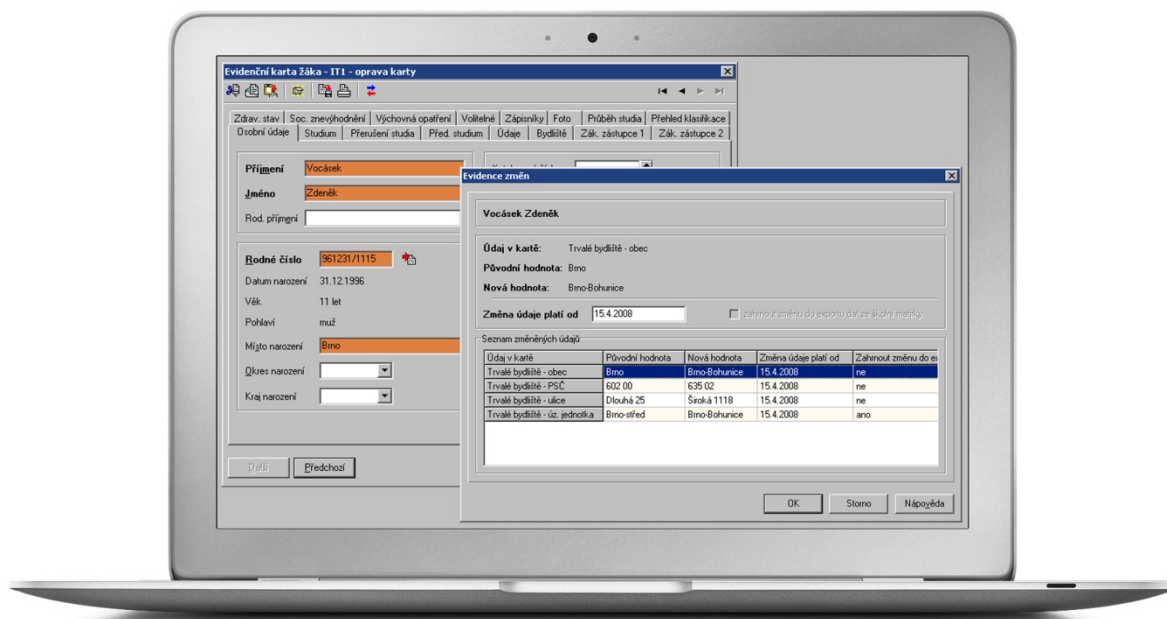 Evidenční karta žáka - IT1 - oprava karty
Zdrav. stav Soc. znevýhodnění Výchovná opatření Volitelné Zápisníky Foto Průběh studia Přehled klasifikace
Osobní údaje Studium Přerušení studia Před. studium Údaje Bydliště Zák. zástupce 1 Zák. zástupce 2
Příjmení Vocásek
Jméno Zdeněk
Rod. příjmení
Rodné číslo 961231/1115
Datum narození 31.12.1996
Věk 11 let
Pohlaví muž
Místo narození Brno
Okres narození
Kraj narození
Další Předchozí
Evidence změn
Vocásek Zdeněk
Údaj v kartě: Trvalé bydliště - obec
Původní hodnota: Brno
Nová hodnota: Brno-Bohunice
Změna údaje platí od 15.4.2008 zahrnout změnu do exportu dat ze školní matriky
Seznam změněných údajů
Údaj v kartě Původní hodnota Nová hodnota Změna údaje platí od Zahrnout změnu do ex
Trvalé bydliště - obec Brno Brno-Bohunice 15.4.2008 ne
Trvalé bydliště - PSČ 602 00 635 02 15.4.2008 ne
Trvalé bydliště - ulice Dlouhá 25 Široká 1118 15.4.2008 ne
Trvalé bydliště - úz. jednotka Brno-střed Brno-Bohunice 15.4.2008 ano
OK Storno Nápověda